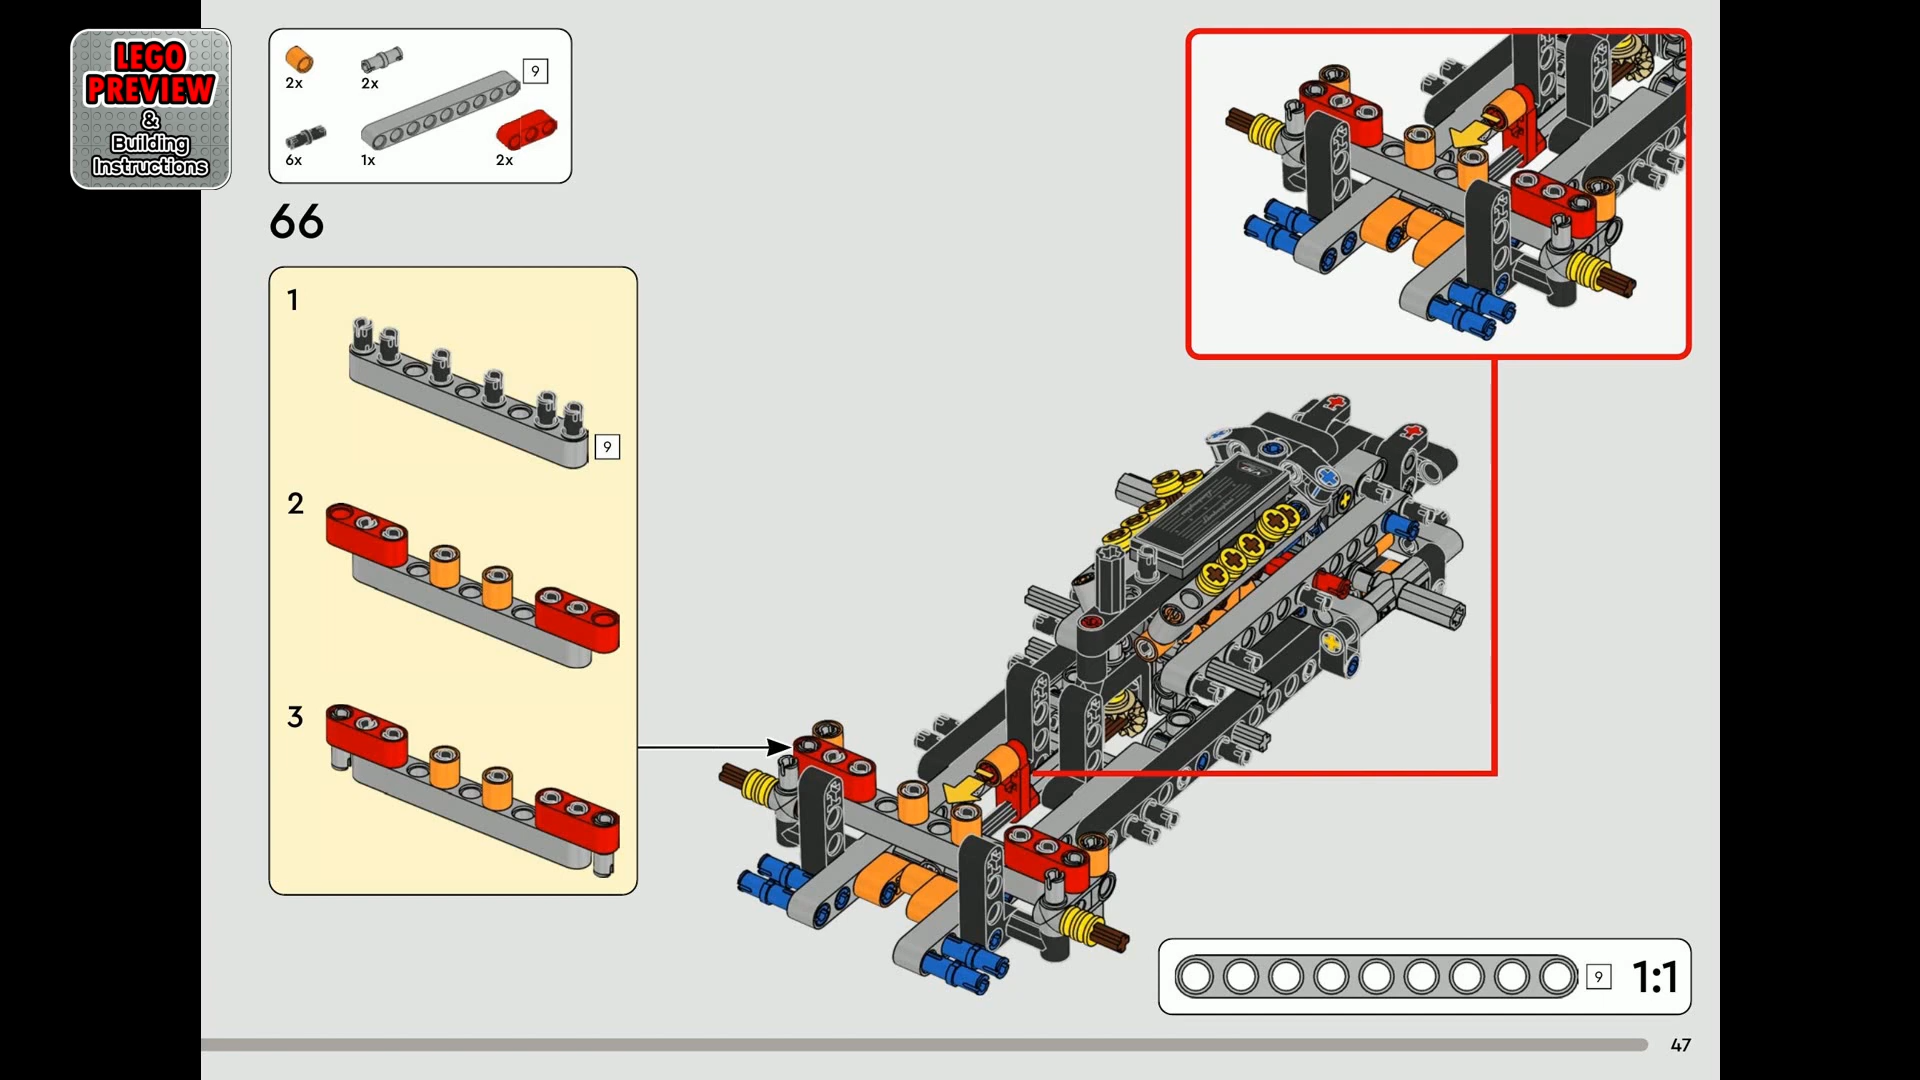 LEGO
PREVIEW
&
Building
Instructions
2x
2x
9
6x
1x
2x
66
1
9
2
3
9
1:1
47